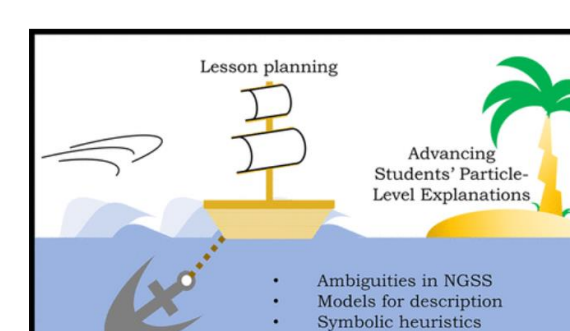 Lesson planning
Advancing
Students' Particle-
Level Explanations
• Ambiguities in NGSS
• Models for description
• Symbolic heuristics